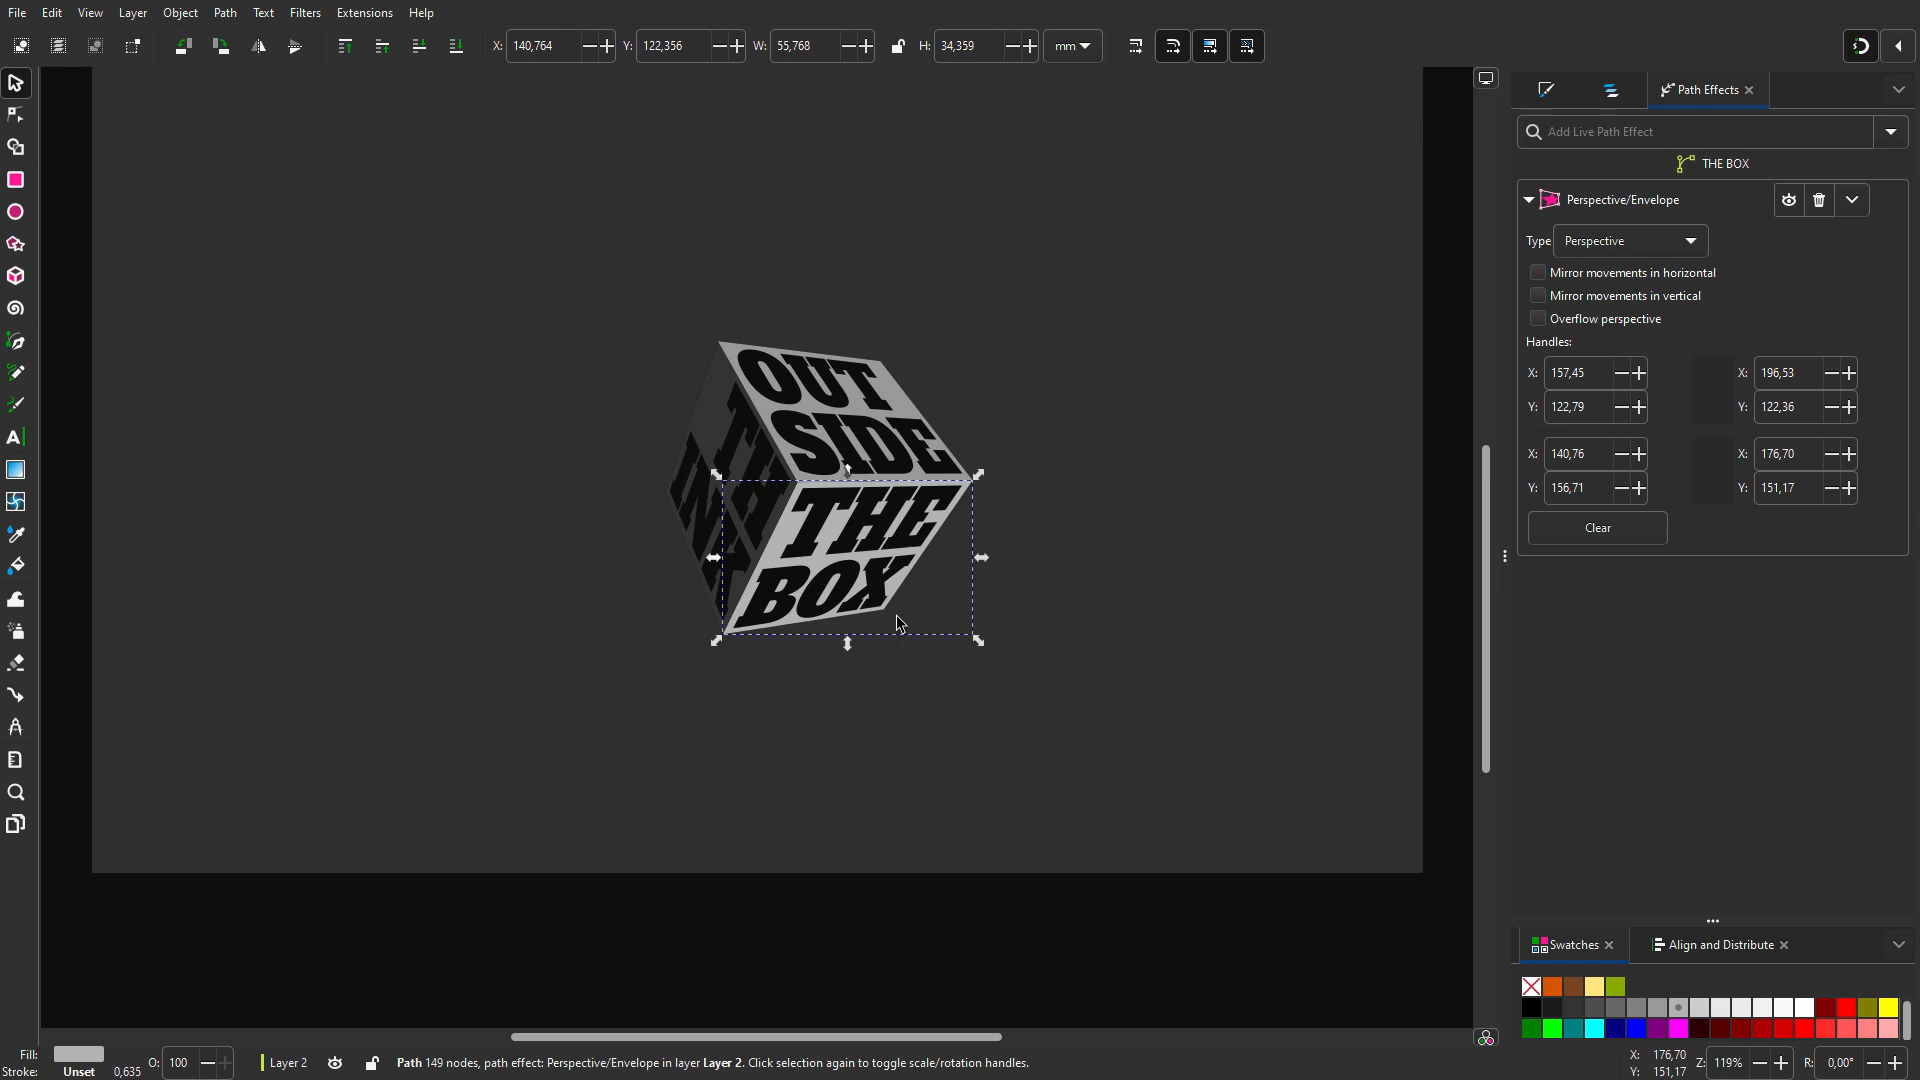 File Edit View Layer Object Path Text Filters Extensions Help
X: 140,764 Y: 122,356 W: 55,768 H: 34,359 mm
Path Effects
Add Live Path Effect
THE BOX
Perspective/Envelope
Type Perspective
Mirror movements in horizontal
Mirror movements in vertical
Overflow perspective
Handles:
X: 157,45 X: 196,53
Y: 122,79 Y: 122,36
X: 140,76 X: 176,70
Y: 156,71 Y: 151,17
Clear
OUT
SIDE
THE
BOX
Swatches Align and Distribute
Fill: O: 100 Layer 2 Path 149 nodes, path effect: Perspective/Envelope in layer Layer 2. Click selection again to toggle scale/rotation handles. X: 176,70 Z: 119% R: 0,00°
Stroke: Unset 0,635 Y: 151,17